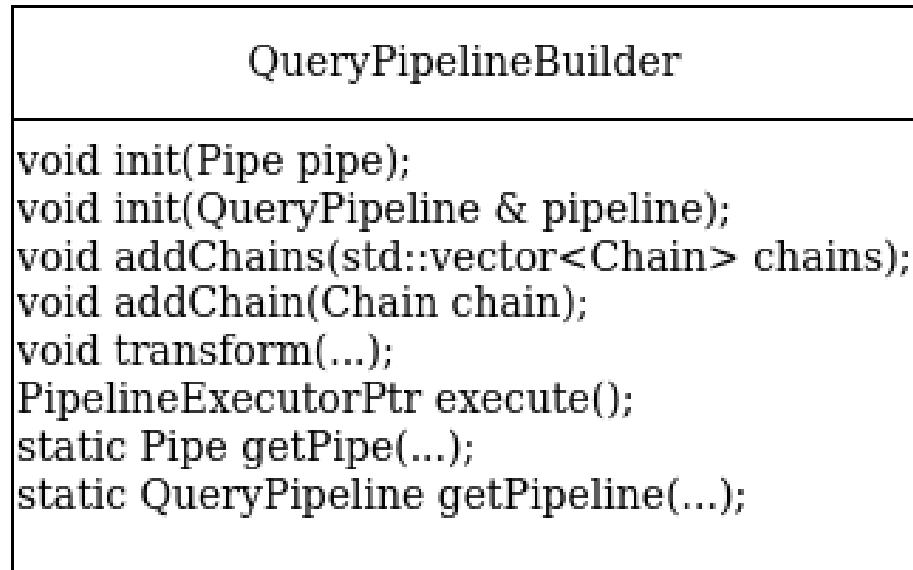 QueryPipelineBuilder
void init(Pipe pipe);
void init(QueryPipeline & pipeline);
void addChains(std::vector<Chain> chains);
void addChain(Chain chain);
void transform(...);
PipelineExecutorPtr execute();
static Pipe getPipe(...);
static QueryPipeline getPipeline(...);